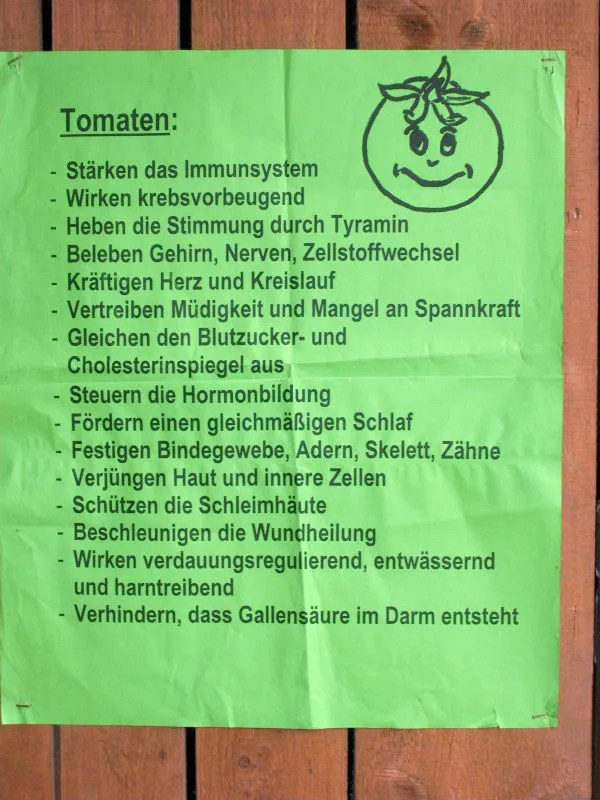 Tomaten:
- Stärken das Immunsystem
- Wirken krebsvorbeugend
- Heben die Stimmung durch Tyramin
- Beleben Gehirn, Nerven, Zellstoffwechsel
- Kräftigen Herz und Kreislauf
- Vertreiben Müdigkeit und Mangel an Spannkraft
- Gleichen den Blutzucker- und
Cholesterinspiegel aus
- Steuern die Hormonbildung
- Fördern einen gleichmäßigen Schlaf
- Festigen Bindegewebe, Adern, Skelett, Zähne
- Verjüngen Haut und innere Zellen
- Schützen die Schleimhäute
- Beschleunigen die Wundheilung
- Wirken verdauungsregulierend, entwässernd
und harntreibend
- Verhindern, dass Gallensäure im Darm entsteht